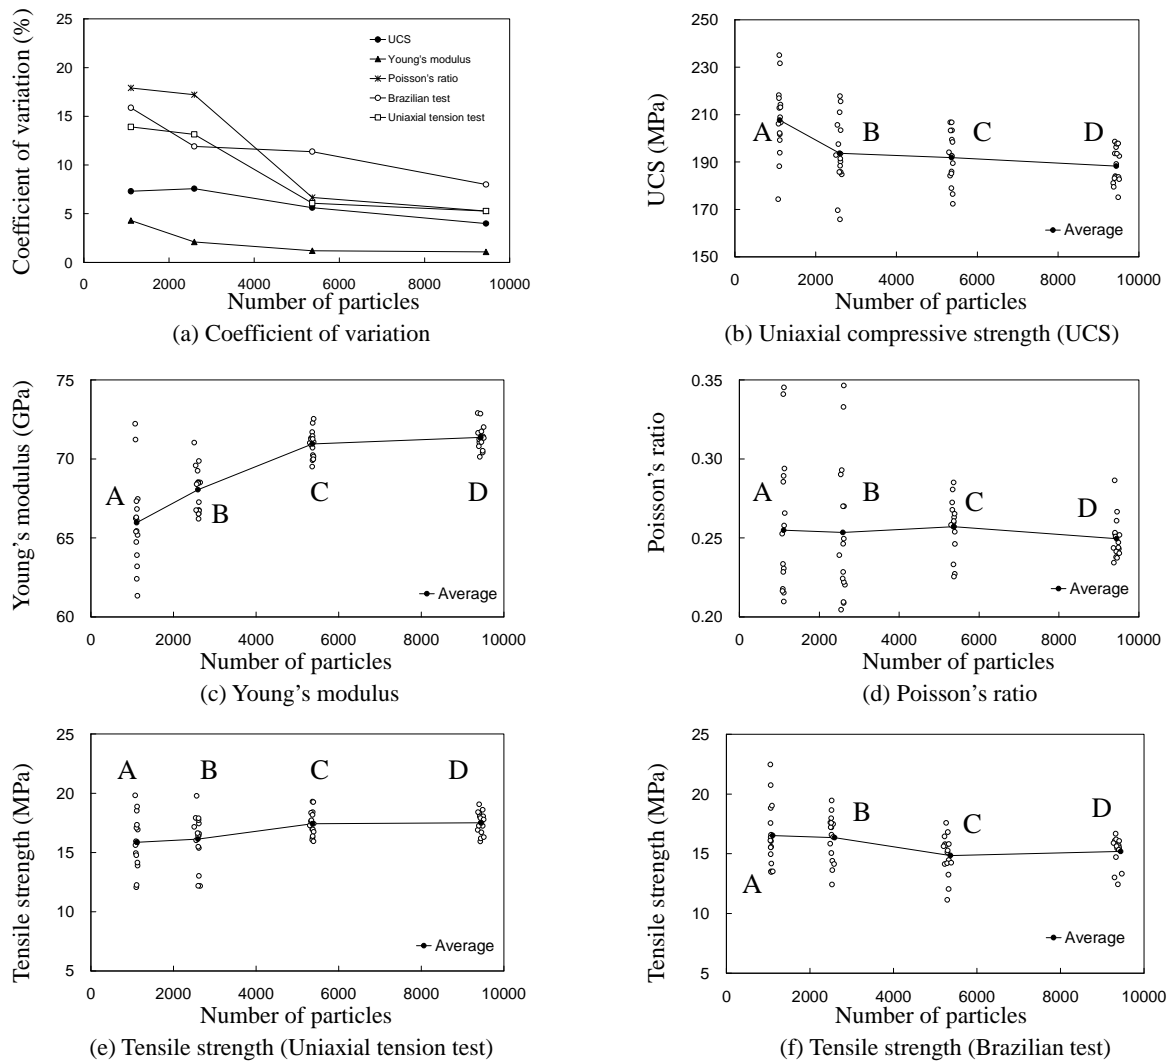 Coefficient of variation (%)
25
20
15
10
5
0
UCS
Young's modulus
Poisson's ratio
Brazilian test
Uniaxial tension test
0 2000 4000 6000 8000 10000
Number of particles
(a) Coefficient of variation
UCS (MPa)
250
230
210
190
170
150
A
B
C
D
Average
0 2000 4000 6000 8000 10000
Number of particles
(b) Uniaxial compressive strength (UCS)
Young's modulus (GPa)
75
70
65
60
A
B
C
D
Average
0 2000 4000 6000 8000 10000
Number of particles
(c) Young's modulus
Poisson's ratio
0.35
0.30
0.25
0.20
A
B
C
D
Average
0 2000 4000 6000 8000 10000
Number of particles
(d) Poisson's ratio
Tensile strength (MPa)
25
20
15
10
5
A
B
C
D
Average
0 2000 4000 6000 8000 10000
Number of particles
(e) Tensile strength (Uniaxial tension test)
Tensile strength (MPa)
25
20
15
10
5
A
B
C
D
Average
0 2000 4000 6000 8000 10000
Number of particles
(f) Tensile strength (Brazilian test)